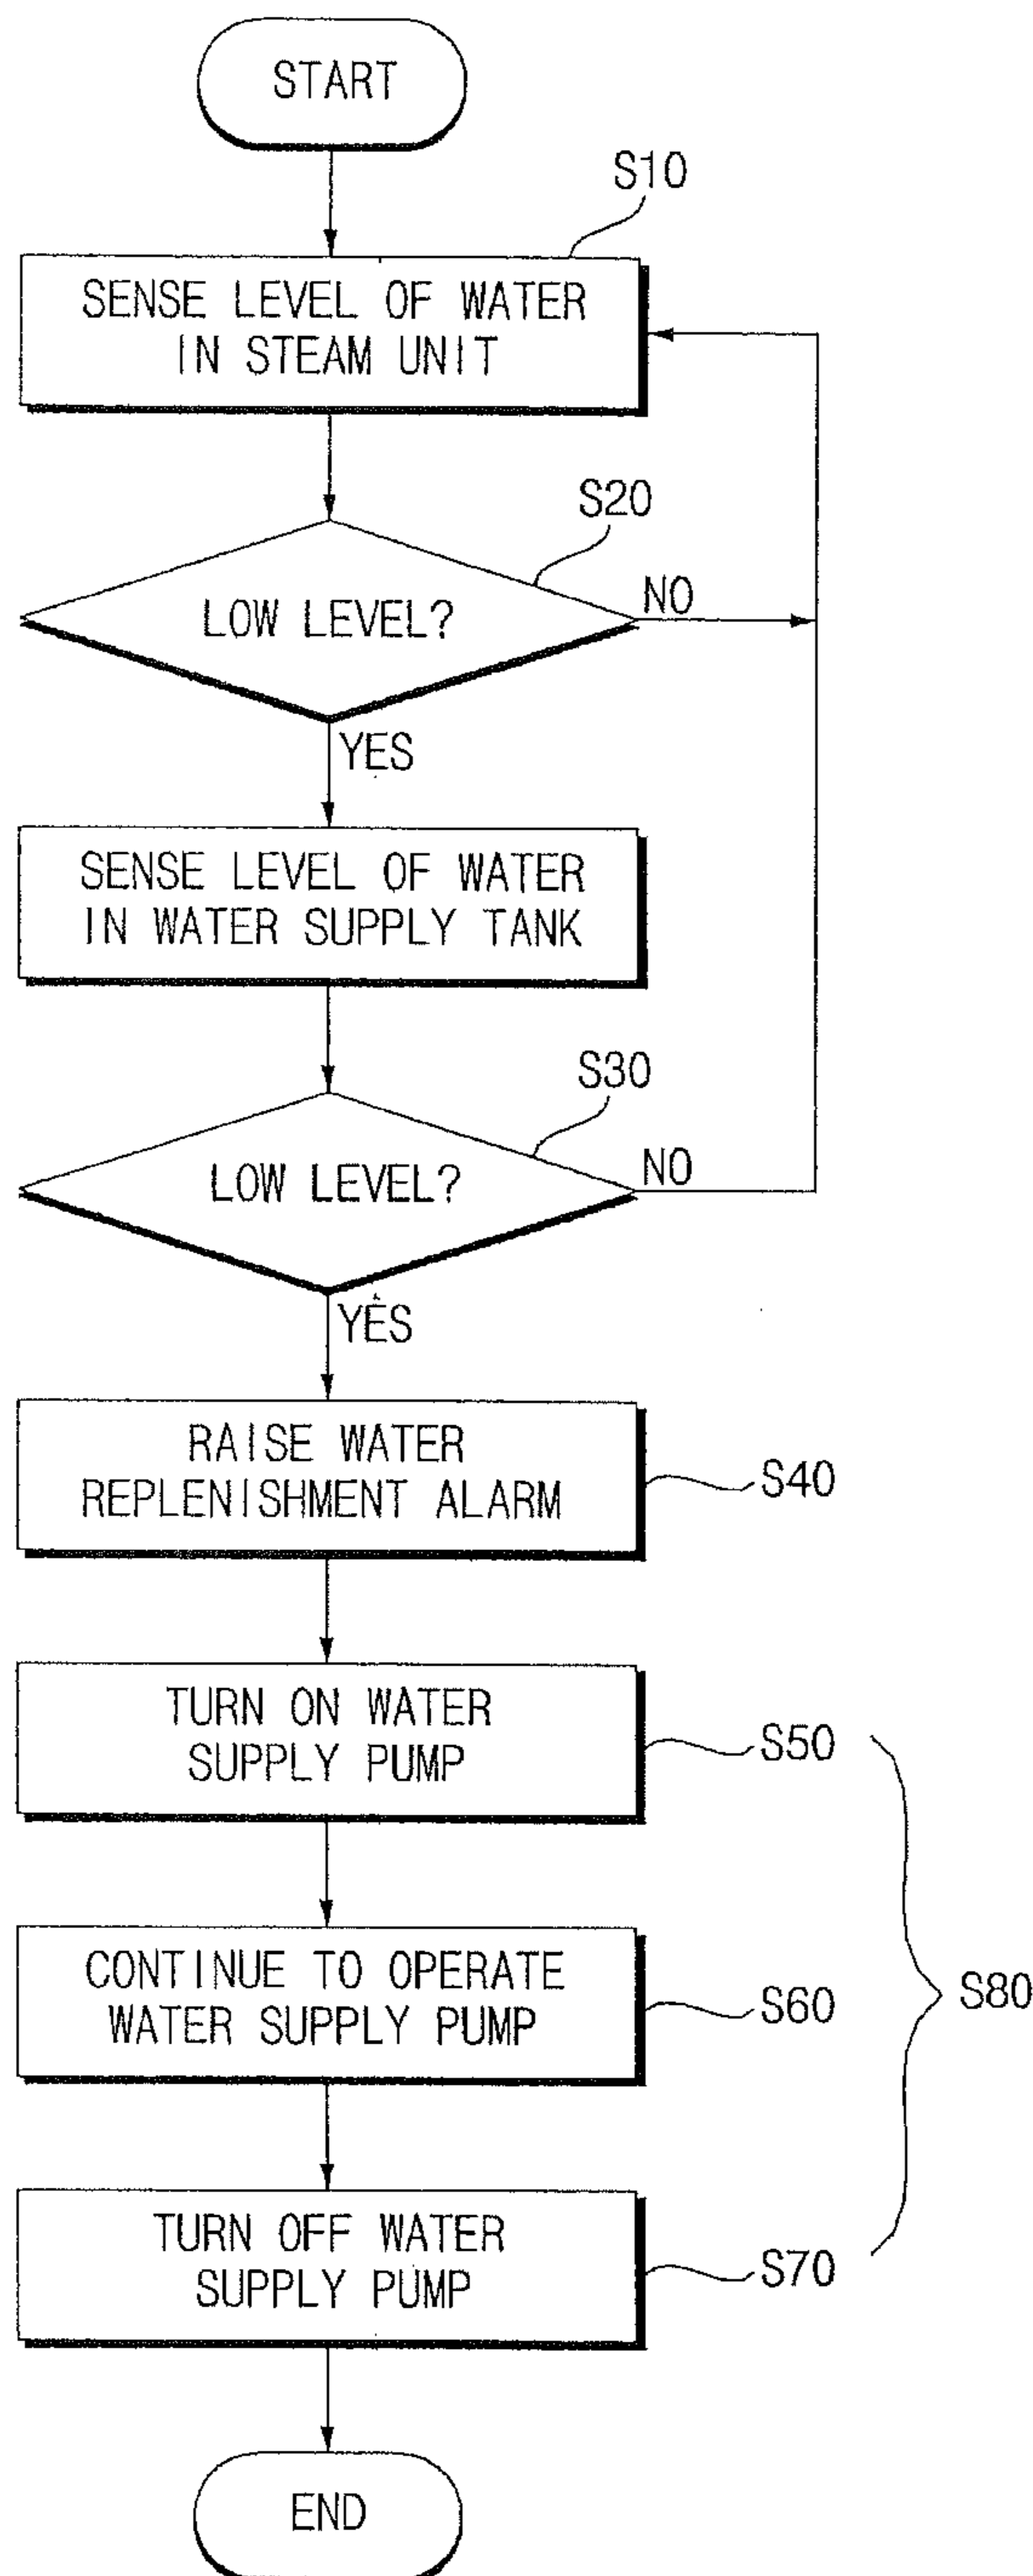 START
S10
SENSE LEVEL OF WATER
IN STEAM UNIT
S20
LOW LEVEL?
NO
YES
SENSE LEVEL OF WATER
IN WATER SUPPLY TANK
S30
LOW LEVEL?
NO
YES
RAISE WATER
REPLENISHMENT ALARM
S40
TURN ON WATER
SUPPLY PUMP
S50
CONTINUE TO OPERATE
WATER SUPPLY PUMP
S60
S80
TURN OFF WATER
SUPPLY PUMP
S70
END